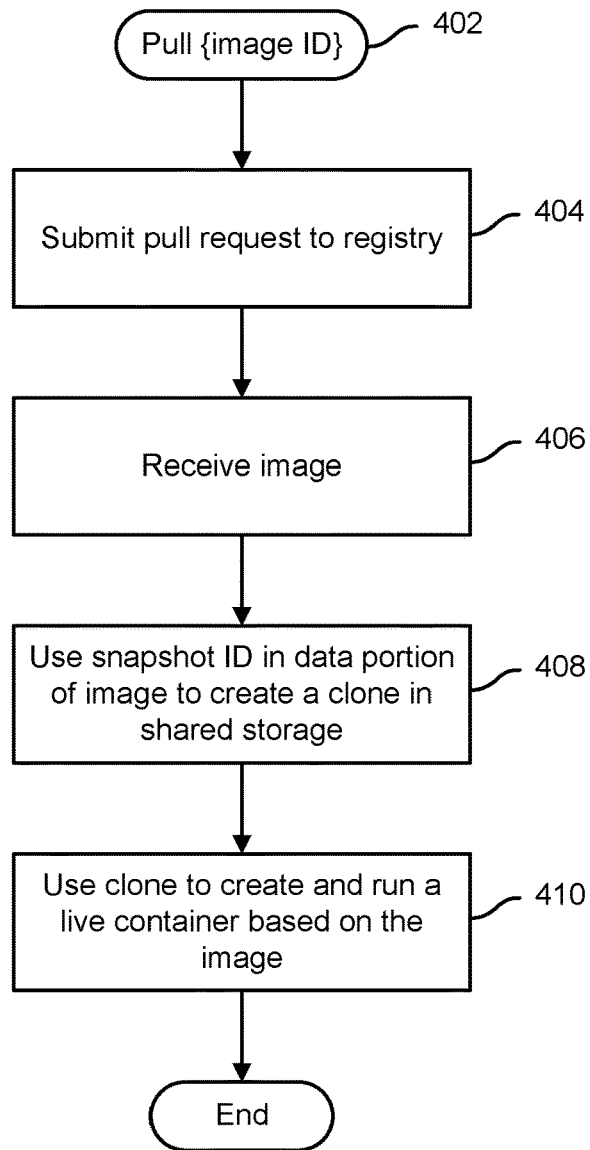 Pull {image ID}
402
Submit pull request to registry
404
Receive image
406
Use snapshot ID in data portion
of image to create a clone in
shared storage
408
Use clone to create and run a
live container based on the
image
410
End